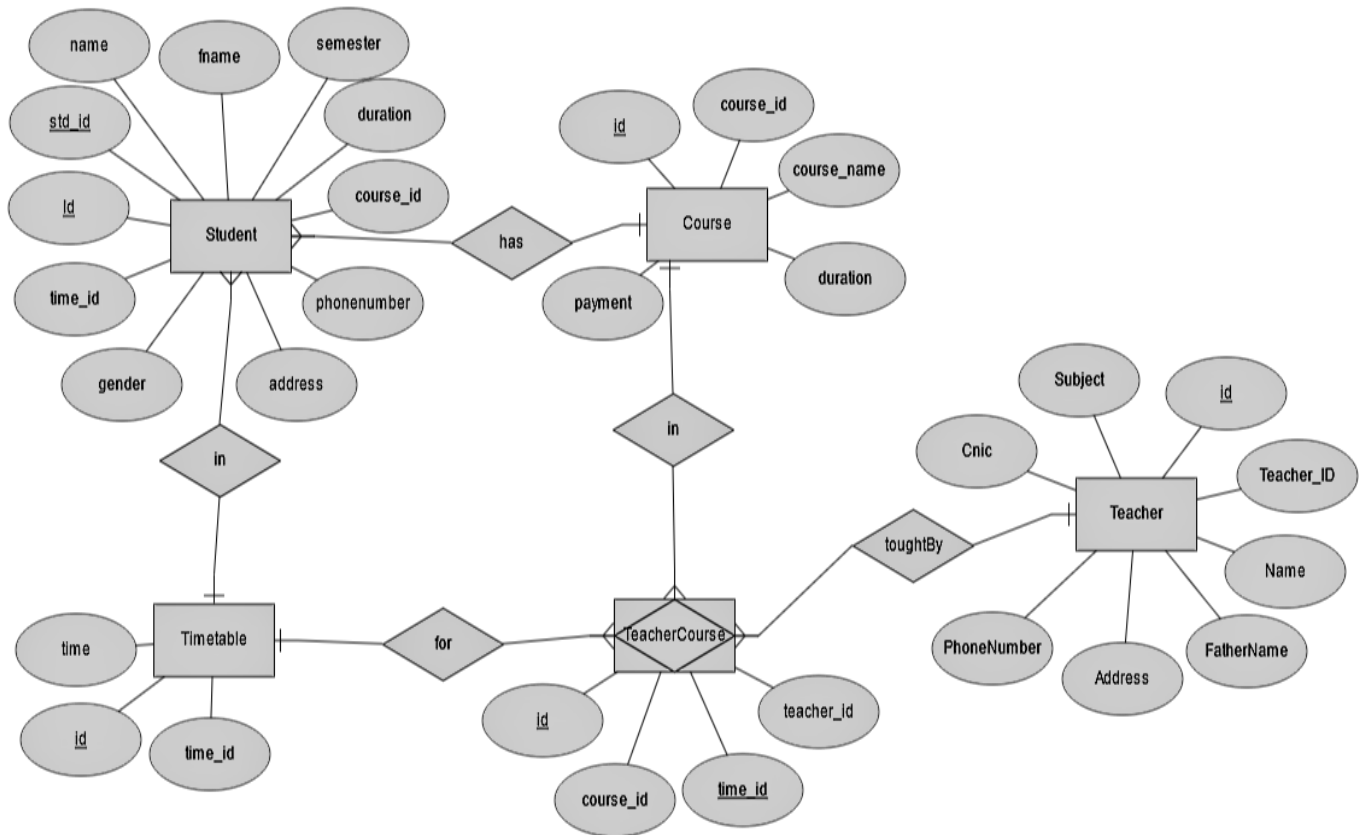 name
fname
semester
std_id
duration
id
course_id
Student
time_id
phonenumber
gender
address
has
id
course_id
course_name
Course
payment
duration
in
in
Subject
id
Cnic
Teacher_ID
Teacher
Name
PhoneNumber
Address
FatherName
toughtBy
time
Timetable
id
time_id
for
TeacherCourse
id
teacher_id
course_id
time_id